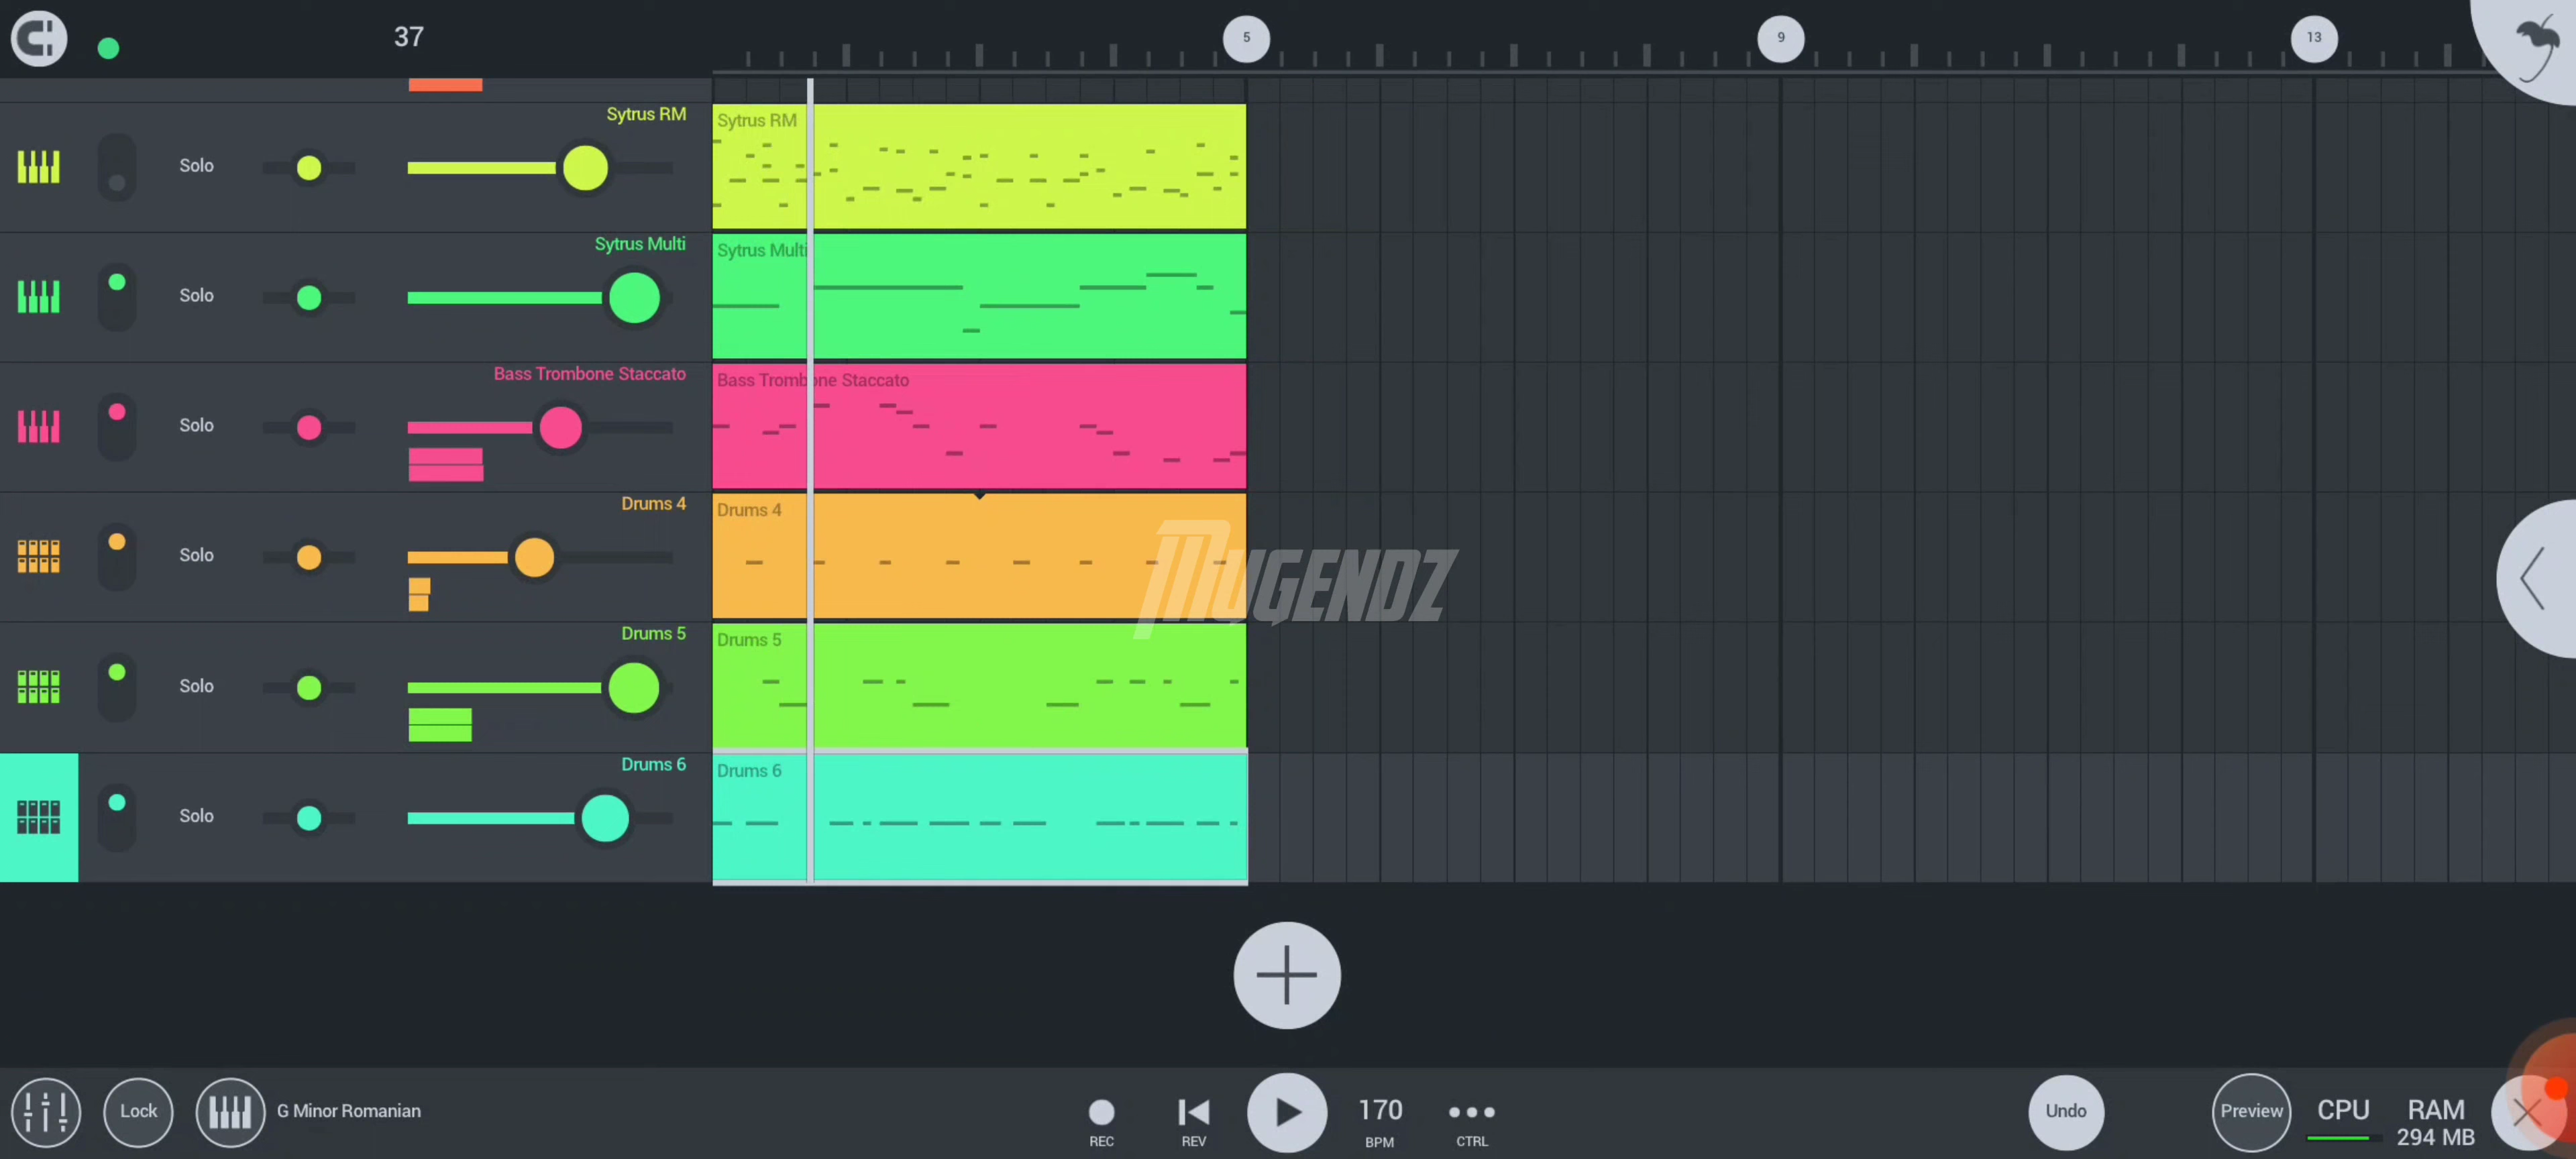 37
5
9
13
Sytrus RM
Solo
Sytrus RM
Sytrus Multi
Solo
Sytrus Multi
Bass Trombone Staccato
Solo
Bass Trombone Staccato
Drums 4
Solo
Drums 4
MUGENDZ
Drums 5
Solo
Drums 5
Drums 6
Solo
Drums 6
Lock
G Minor Romanian
REC
REV
170
BPM
CTRL
Undo
Preview
CPU
RAM
294 MB